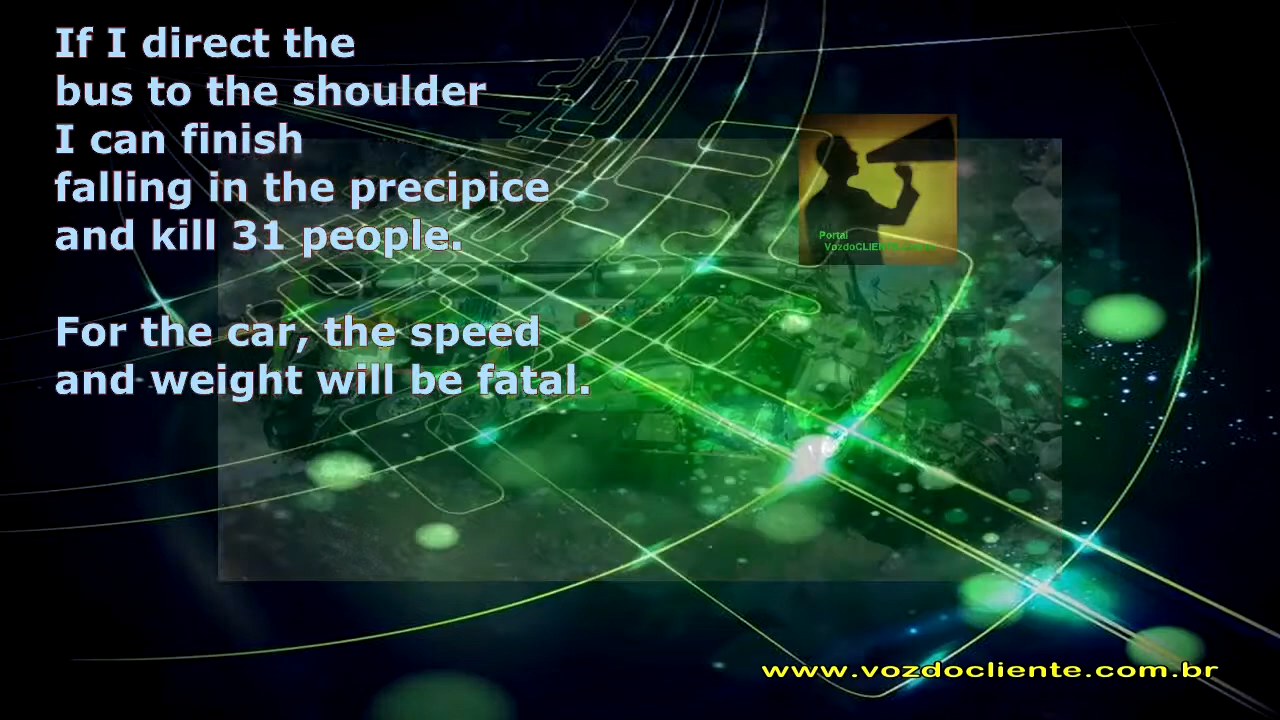 If I direct the
bus to the shoulder
I can finish
falling in the precipice
and kill 31 people.
For the car, the speed
and weight will be fatal.
Portal
www.vozdocliente.com.br